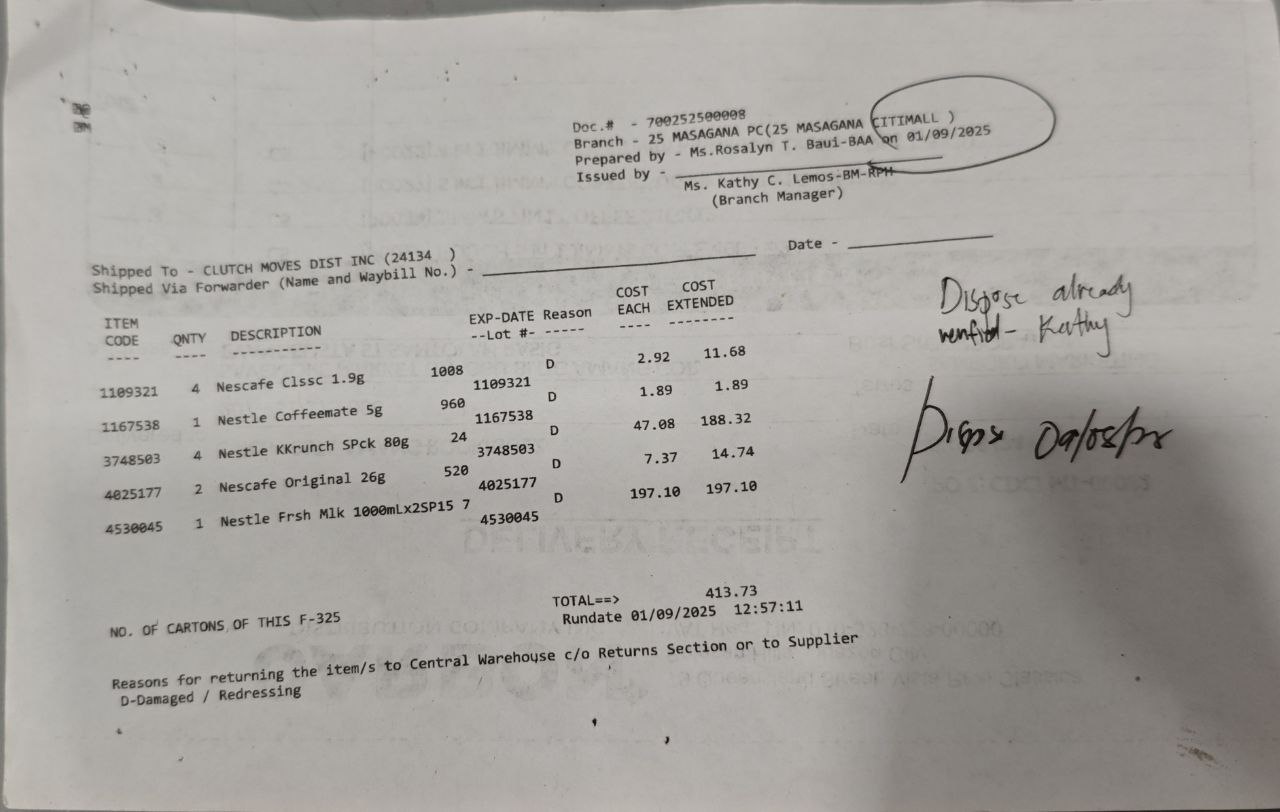 Doc.# - 700252500008
Branch - 25 MASAGANA PC(25 MASAGANA CITIMALL )
Prepared by - Ms.Rosalyn T. Baui-BAA on 01/09/2025
Issued by -
Ms. Kathy C. Lemos-BM-RPH
(Branch Manager)
Date -
Shipped To - CLUTCH MOVES DIST INC (24134 )
Shipped Via Forwarder (Name and Waybill No.) -
ITEM EXP-DATE Reason COST COST
CODE QNTY DESCRIPTION --Lot #- ----- EACH EXTENDED
---- ---- ----------- ---- --------
1109321 4 Nescafe Clssc 1.9g 1008 D 2.92 11.68
1109321
1167538 1 Nestle Coffeemate 5g 960 D 1.89 1.89
1167538
3748503 4 Nestle KKrunch SPck 80g 24 D 47.08 188.32
3748503
4025177 2 Nescafe Original 26g 520 D 7.37 14.74
4025177
4530045 1 Nestle Frsh Mlk 1000mLx2SP15 7 D 197.10 197.10
4530045
Dispose already
- Kathy
TOTAL==> 413.73
NO. OF CARTONS OF THIS F-325 Rundate 01/09/2025 12:57:11
Reasons for returning the item/s to Central Warehouse c/o Returns Section or to Supplier
D-Damaged / Redressing